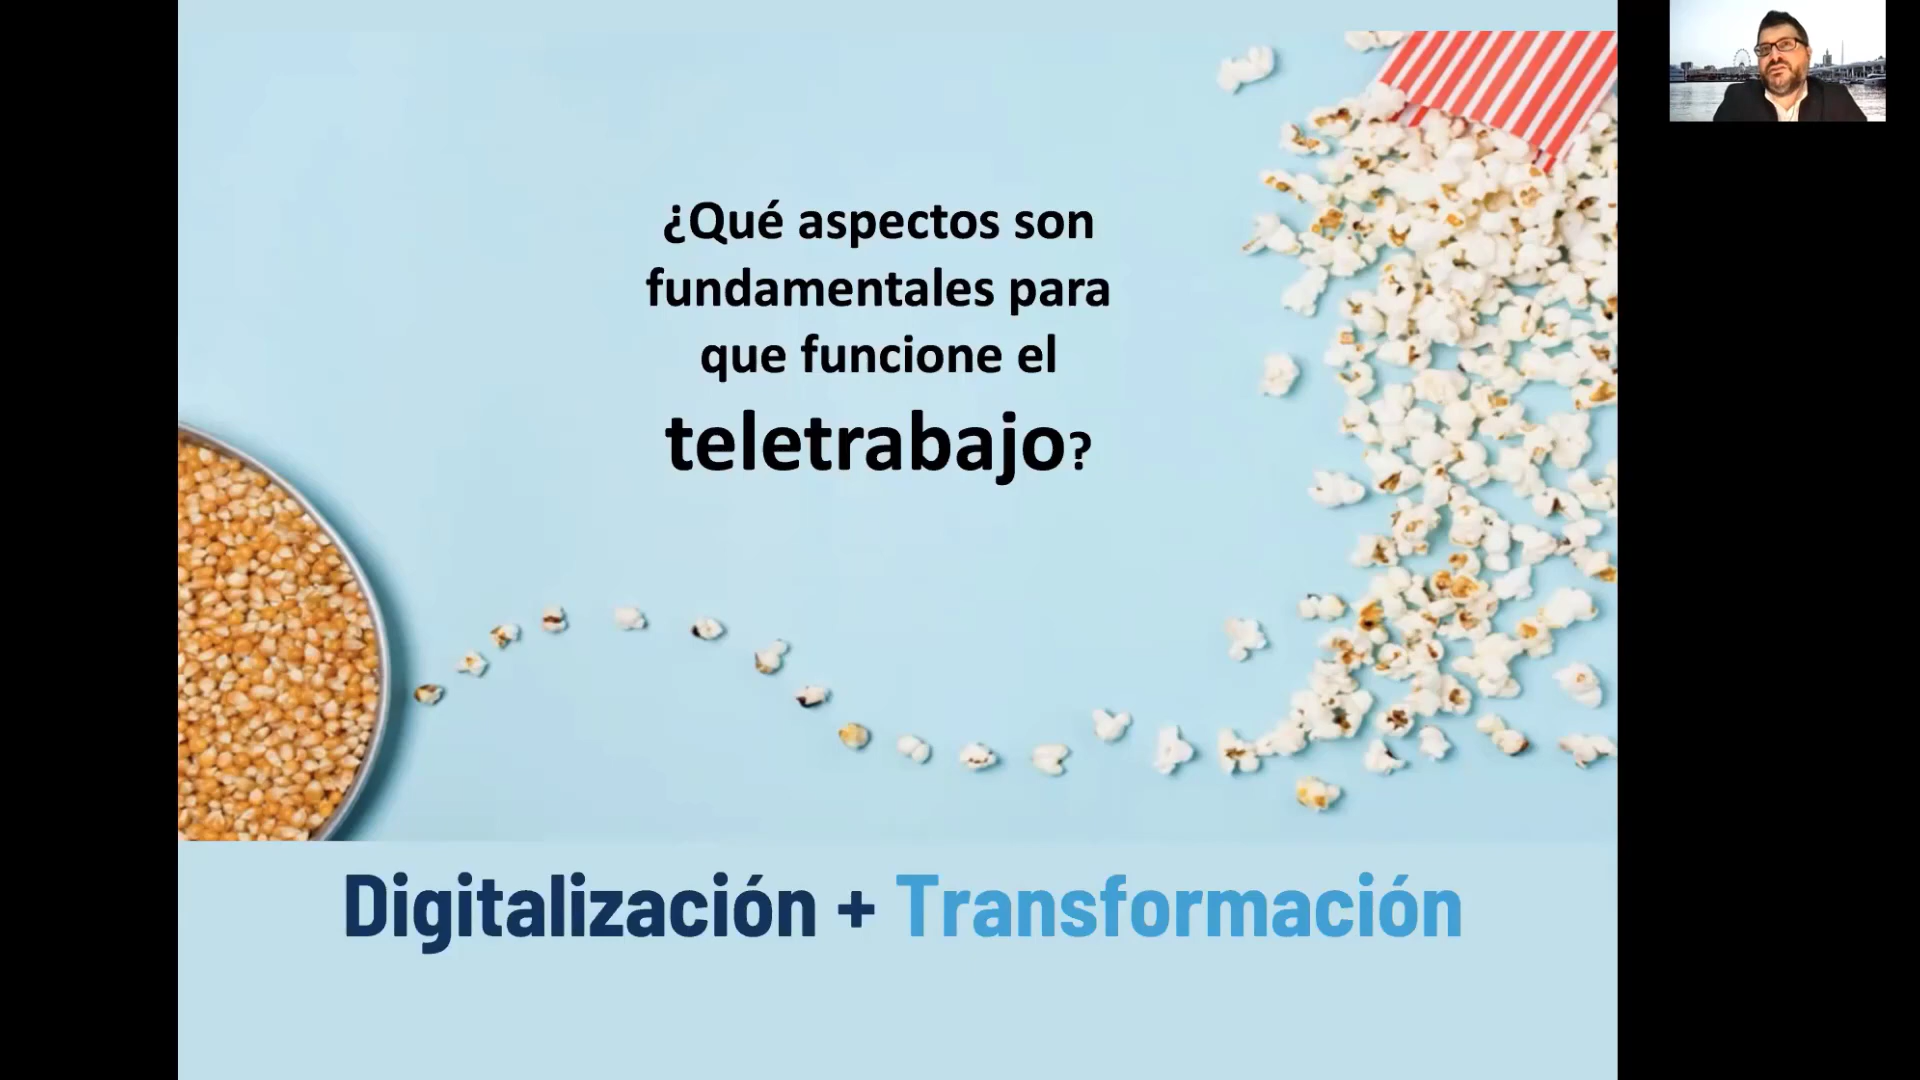 ¿Qué aspectos son
fundamentales para
que funcione el
teletrabajo?
Digitalización + Transformación